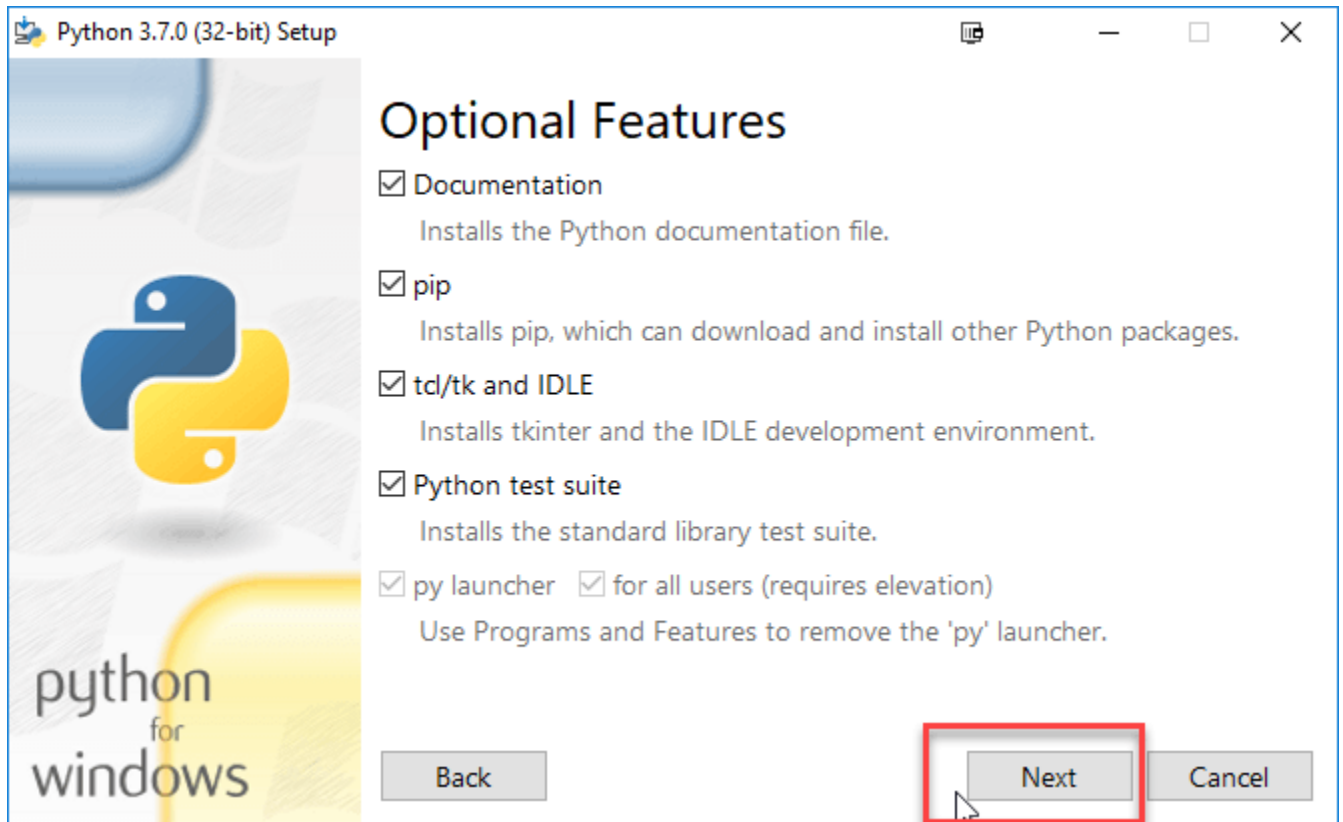 Python 3.7.0 (32-bit) Setup
Optional Features
Documentation
Installs the Python documentation file.
pip
Installs pip, which can download and install other Python packages.
tcl/tk and IDLE
Installs tkinter and the IDLE development environment.
Python test suite
Installs the standard library test suite.
py launcher for all users (requires elevation)
Use Programs and Features to remove the 'py' launcher.
python
for
windows
Back Next Cancel